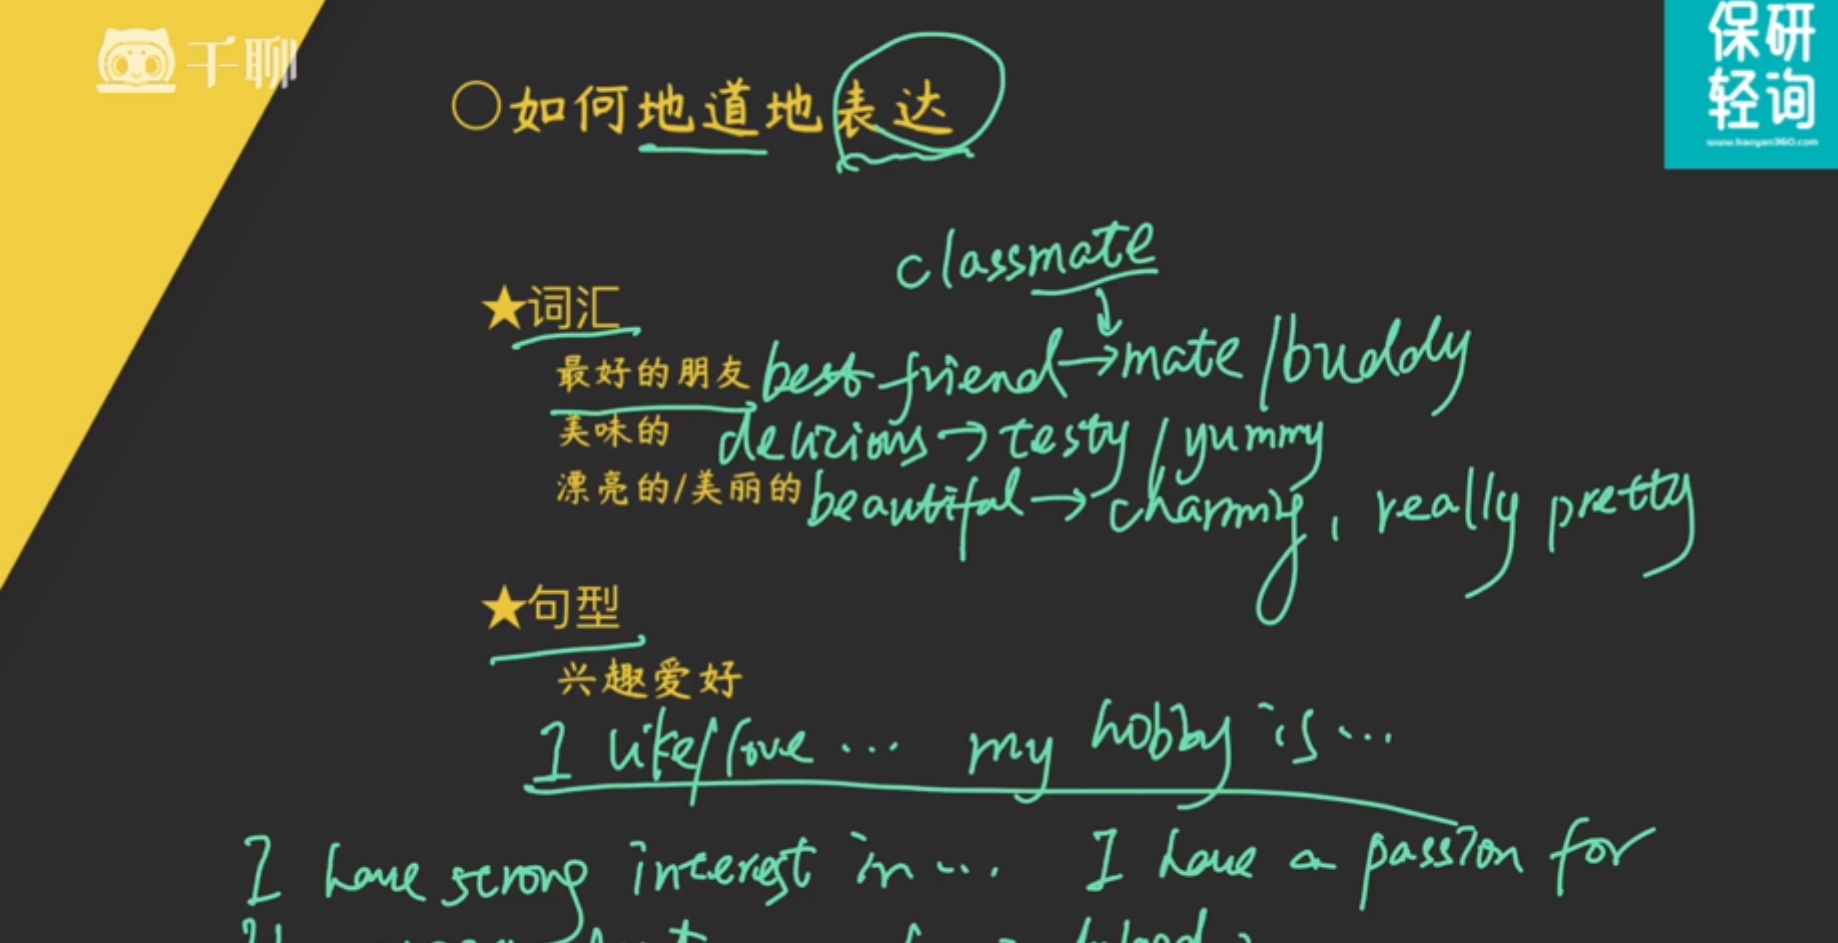 千聊
保研
轻询
www.baoyan360.com
○如何地道地表达
classmate
★词汇
最好的朋友 best friend→mate/buddy
美味的 delicious→testy/yummy
漂亮的/美丽的 beautiful→charming, really pretty
★句型
兴趣爱好
I like/love... my hobby is...
I have strong interest in... I have a passion for